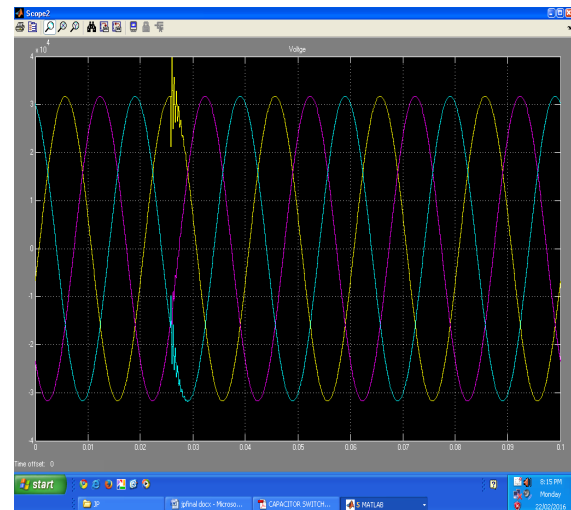 Scope2
x 10
4
Voltge
4
3
2
1
0
-1
-2
-3
-4
0 0.01 0.02 0.03 0.04 0.05 0.06 0.07 0.08 0.09 0.1
Time offset: 0
start
8:15 PM
JP
jpfinal docx - Microso...
CAPACITOR SWITCH...
5 MATLAB
Monday
22/02/2016